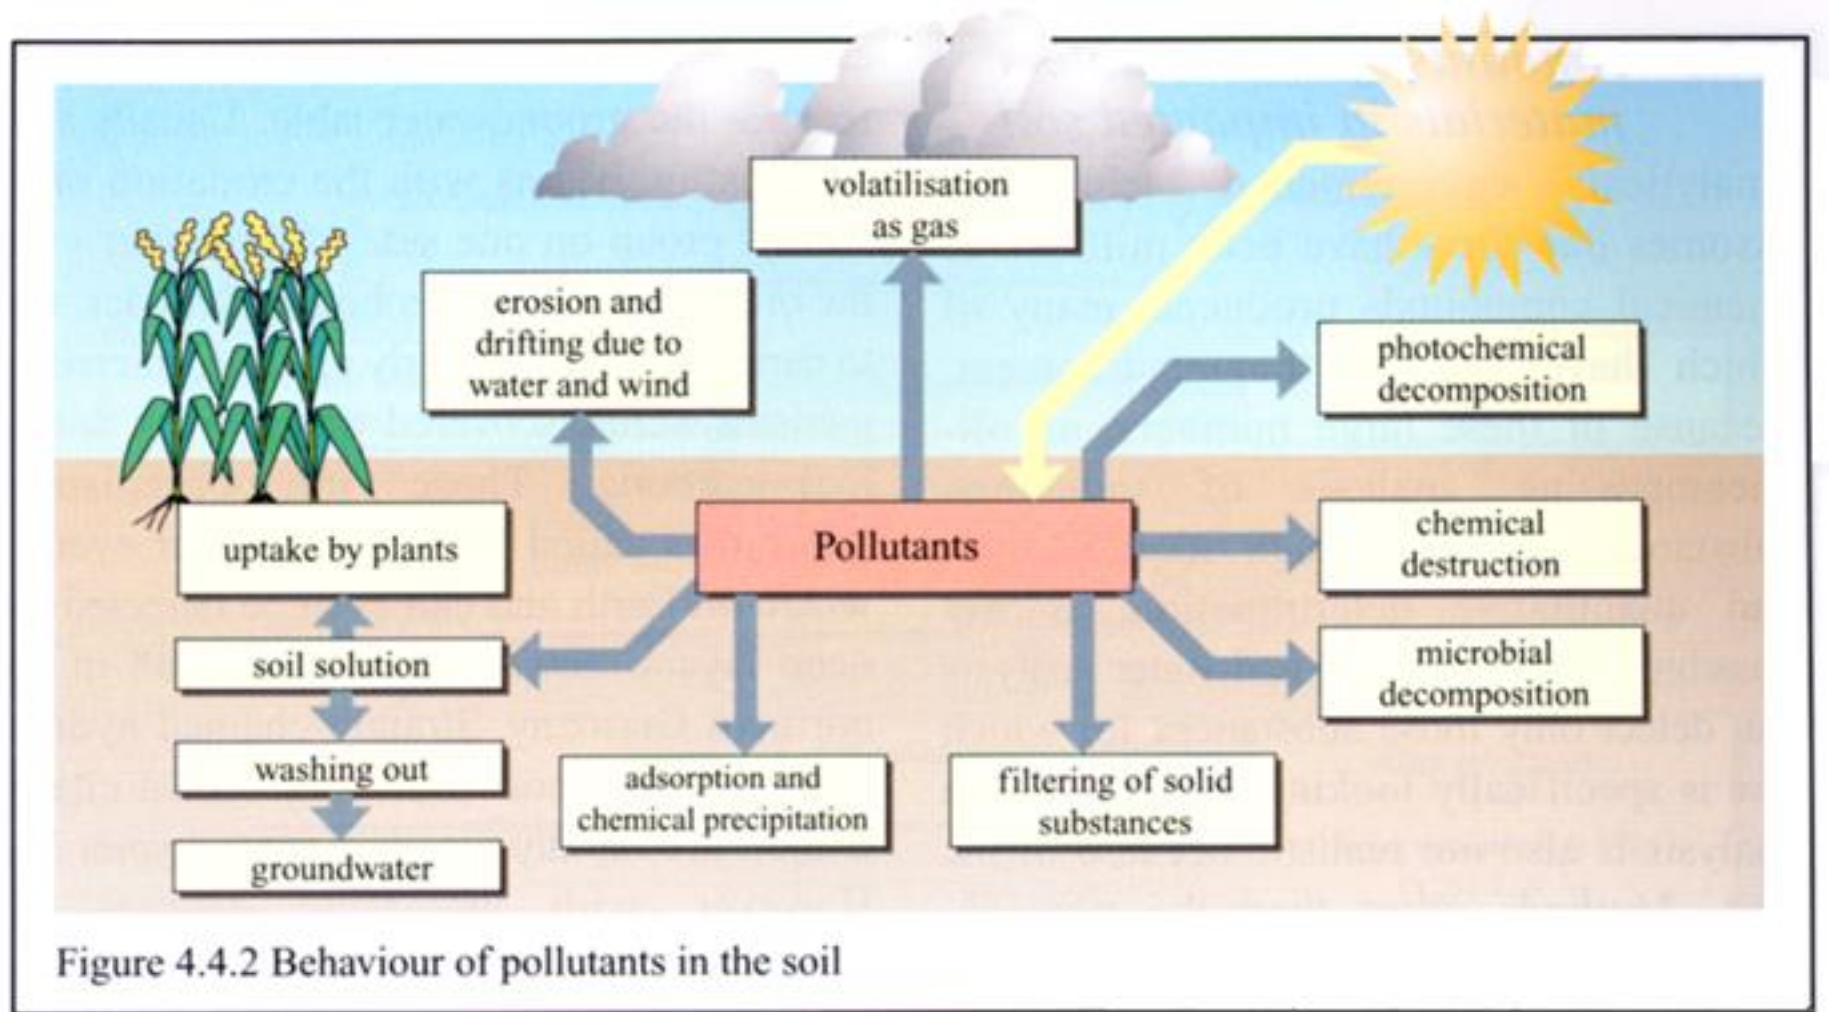 volatilisation
as gas
erosion and
drifting due to
water and wind
photochemical
decomposition
uptake by plants
Pollutants
chemical
destruction
soil solution
microbial
decomposition
washing out
adsorption and
chemical precipitation
filtering of solid
substances
groundwater
Figure 4.4.2 Behaviour of pollutants in the soil